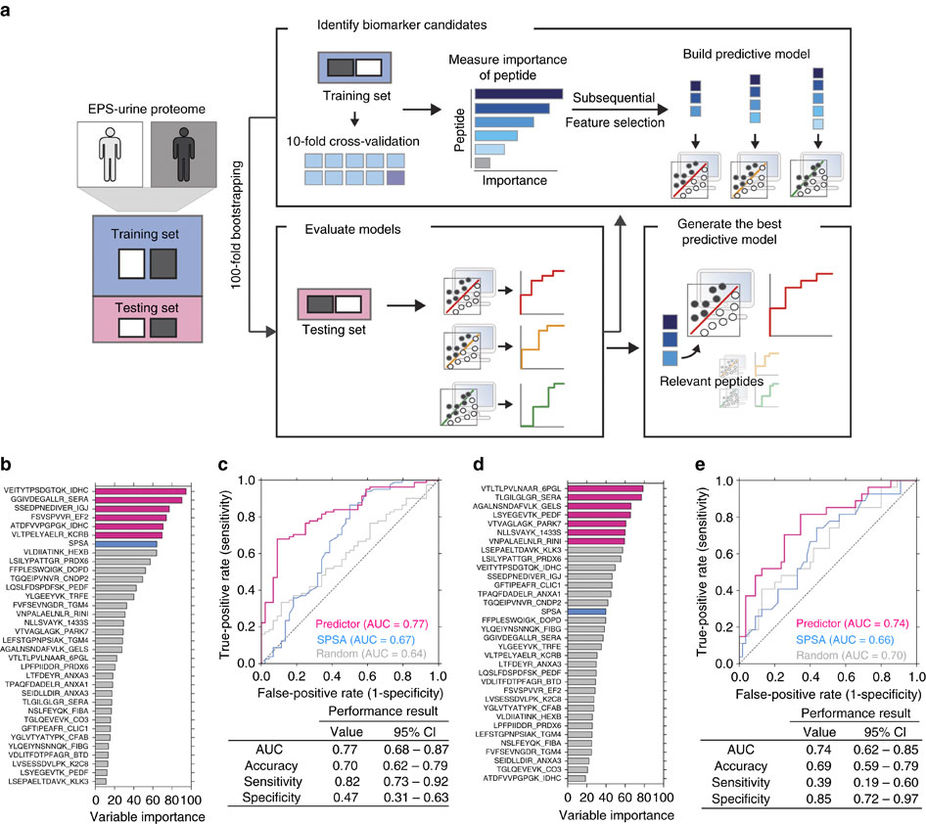 a
Identify biomarker candidates
Training set
10-fold cross-validation
Measure importance
of peptide
Peptide
Importance
Subsequential
Feature selection
Build predictive model
EPS-urine proteome
Training set
Testing set
100-fold bootstrapping
Evaluate models
Testing set
Generate the best
predictive model
Relevant peptides
b
VEITYTPSDGTQK_IDHC
GGIVDEGALLR_SERA
SSEDPNEDIVER_IGJ
FSVSPVVR_EF2
ATDFVVPGPGK_IDHC
VLTPELYAELR_KCRB
SPSA
VLDIIATINK_HEXB
LSILYPATTGR_PRDX6
FFPLESWQIGK_DOPD
TGQEIPVNVR_CNDP2
LQSLFDSPDFSK_PEDF
YLGEEYVK_TRFE
FVFSEVNGDR_TGM4
VNPALAELNLR_RINI
NLLSVAYK_1433S
VTVAGLAGK_PARK7
LEFSTGPNPSIAK_TGM4
AGALNSNDAFVLK_GELS
VTLTLPVLNAAR_6PGL
LPFPIIDDR_PRDX6
LTFDEYR_ANXA3
TPAQFDADELR_ANXA1
SEIDLLDIR_ANXA3
TLGILGLGR_SERA
NSLFEYQK_FIBA
TGLQEVEVK_CO3
GFTIPEAFR_CLIC1
YGLVTYATYPK_CFAB
YLQEIYNSNNQK_FIBG
VDLITFDTPFAGR_BTD
LVSESSDVLPK_K2C8
LSYEGEVTK_PEDF
LSEPAELTDAVK_KLK3
0 20 40 60 80 100
Variable importance
c
True-positive rate (sensitivity)
1.0
0.8
0.6
0.4
0.2
0.0
Predictor (AUC = 0.77)
SPSA (AUC = 0.67)
Random (AUC = 0.64)
0.0 0.2 0.4 0.6 0.8 1.0
False-positive rate (1-specificity)
Performance result
Value 95% CI
AUC 0.77 0.68 – 0.87
Accuracy 0.70 0.62 – 0.79
Sensitivity 0.82 0.73 – 0.92
Specificity 0.47 0.31 – 0.63
d
VTLTLPVLNAAR_6PGL
TLGILGLGR_SERA
AGALNSNDAFVLK_GELS
LSYEGEVTK_PEDF
VTVAGLAGK_PARK7
NLLSVAYK_1433S
VNPALAELNLR_RINI
LSEPAELTDAVK_KLK3
LSILYPATTGR_PRDX6
VEITYTPSDGTQK_IDHC
SSEDPNEDIVER_IGJ
GFTIPEAFR_CLIC1
TPAQFDADELR_ANXA1
TGQEIPVNVR_CNDP2
SPSA
FFPLESWQIGK_DOPD
YLQEIYNSNNQK_FIBG
GGIVDEGALLR_SERA
YLGEEYVK_TRFE
VLTPELYAELR_KCRB
LTFDEYR_ANXA3
LQSLFDSPDFSK_PEDF
VDLITFDTPFAGR_BTD
FSVSPVVR_EF2
LVSESSDVLPK_K2C8
YGLVTYATYPK_CFAB
VLDIIATINK_HEXB
LPFPIIDDR_PRDX6
LEFSTGPNPSIAK_TGM4
NSLFEYQK_FIBA
FVFSEVNGDR_TGM4
SEIDLLDIR_ANXA3
TGLQEVEVK_CO3
ATDFVVPGPGK_IDHC
0 20 40 60 80 100
Variable importance
e
True-positive rate (sensitivity)
1.0
0.8
0.6
0.4
0.2
0.0
Predictor (AUC = 0.74)
SPSA (AUC = 0.66)
Random (AUC = 0.70)
0.0 0.2 0.4 0.6 0.8 1.0
False-positive rate (1-specificity)
Performance result
Value 95% CI
AUC 0.74 0.62 – 0.85
Accuracy 0.69 0.59 – 0.79
Sensitivity 0.39 0.19 – 0.60
Specificity 0.85 0.72 – 0.97